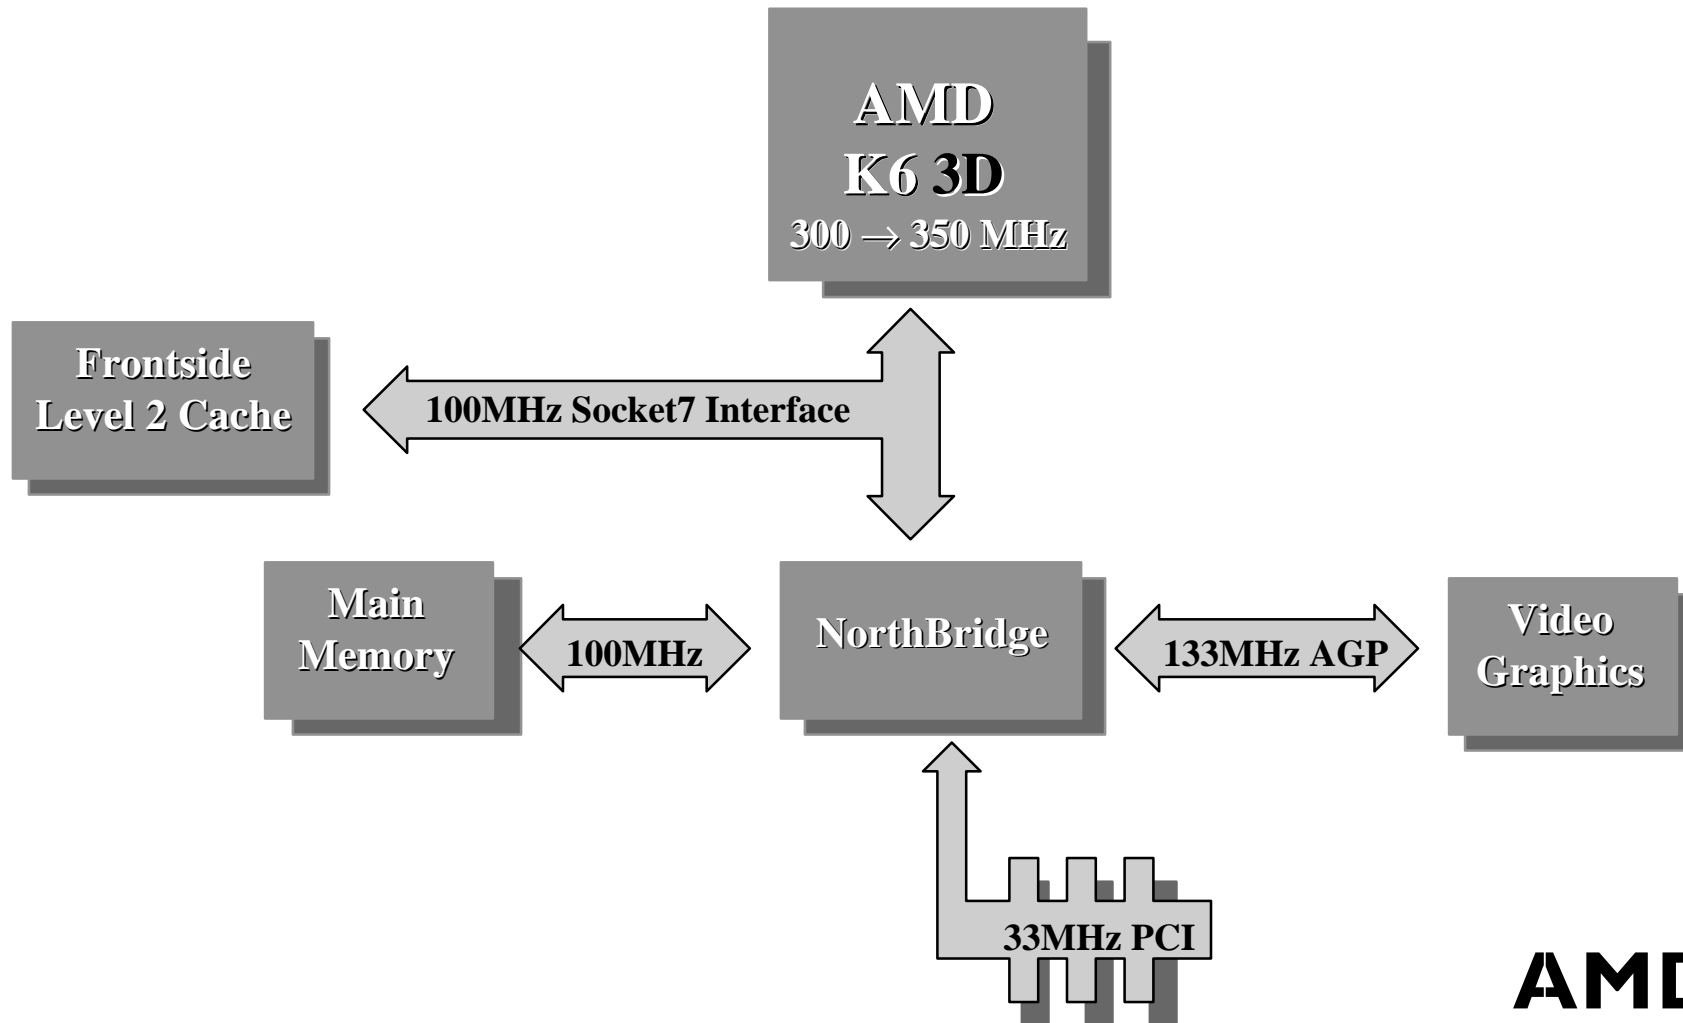 AMD
K6 3D
300 → 350 MHz
Frontside
Level 2 Cache
100MHz Socket7 Interface
Main
Memory
100MHz
NorthBridge
133MHz AGP
Video
Graphics
33MHz PCI
AMD